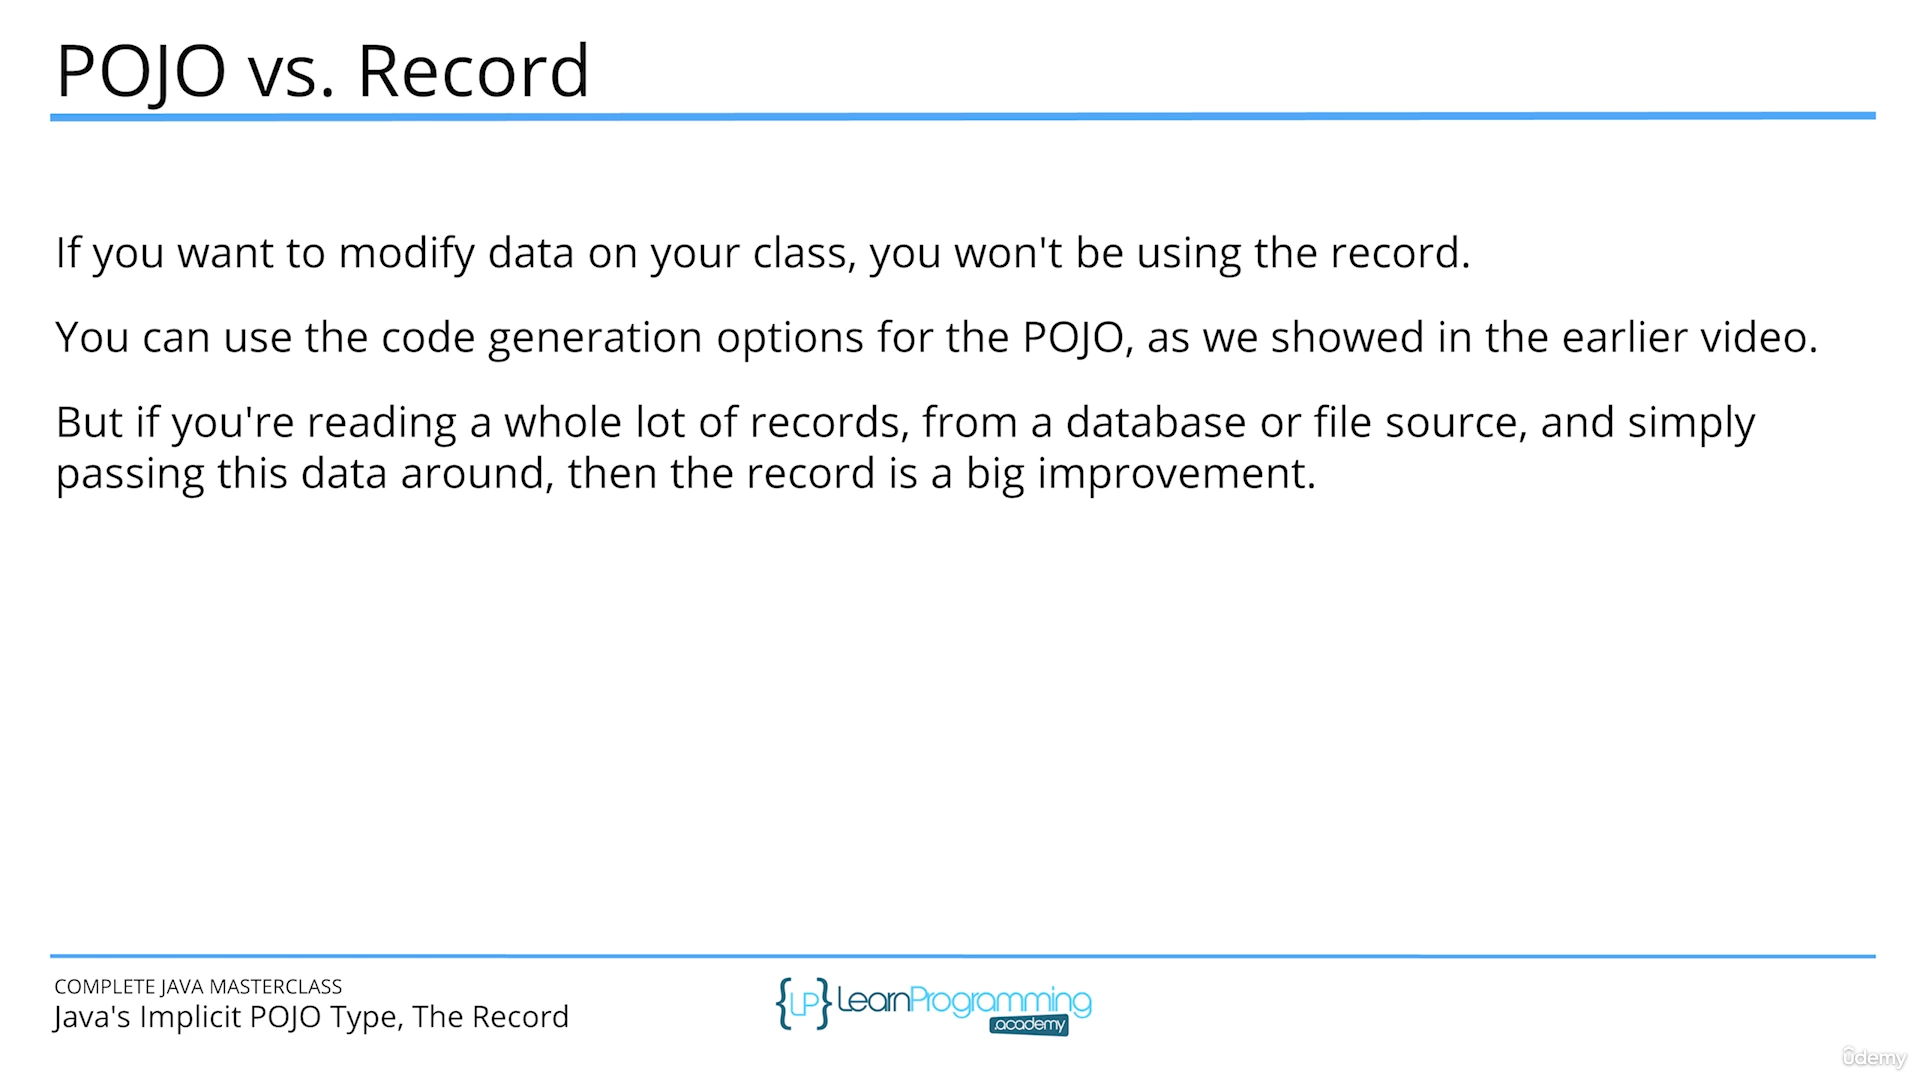 POJO vs. Record
If you want to modify data on your class, you won't be using the record.
You can use the code generation options for the POJO, as we showed in the earlier video.
But if you're reading a whole lot of records, from a database or file source, and simply
passing this data around, then the record is a big improvement.
COMPLETE JAVA MASTERCLASS
Java's Implicit POJO Type, The Record
{LP} LearnProgramming
.academy
ûdemy